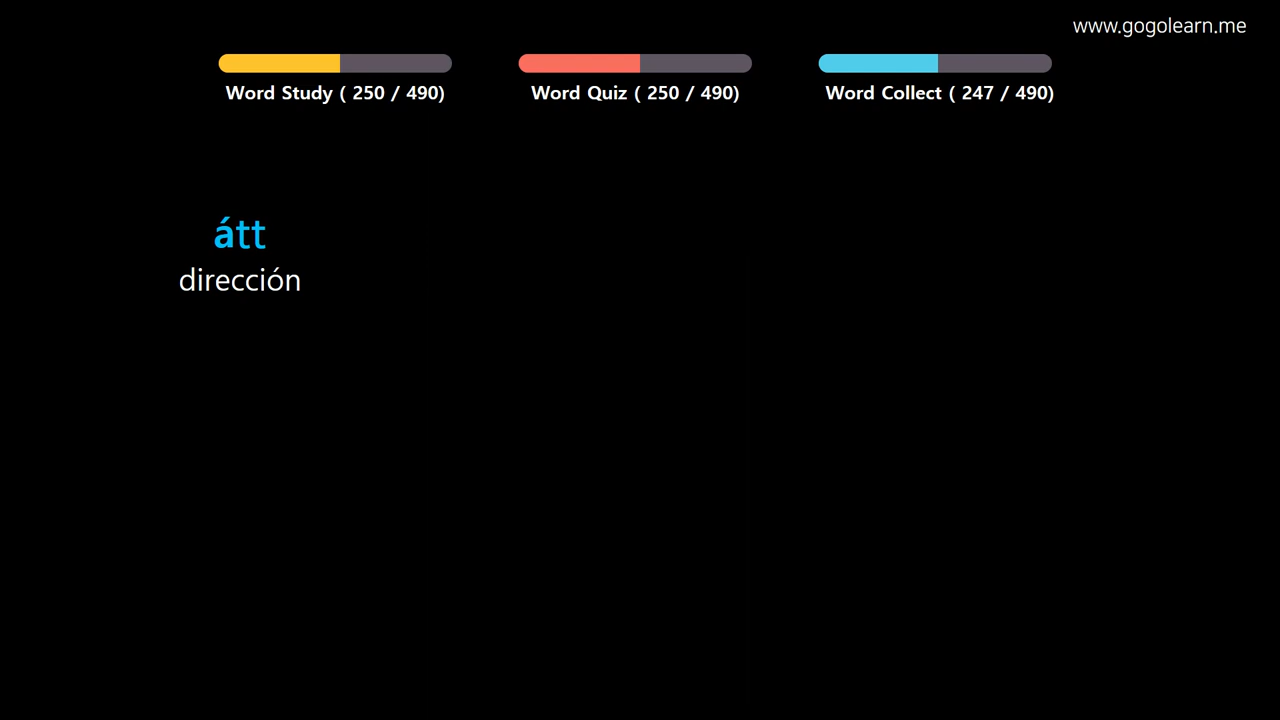 www.gogolearn.me
Word Study ( 250 / 490)
Word Quiz ( 250 / 490)
Word Collect ( 247 / 490)
átt
dirección